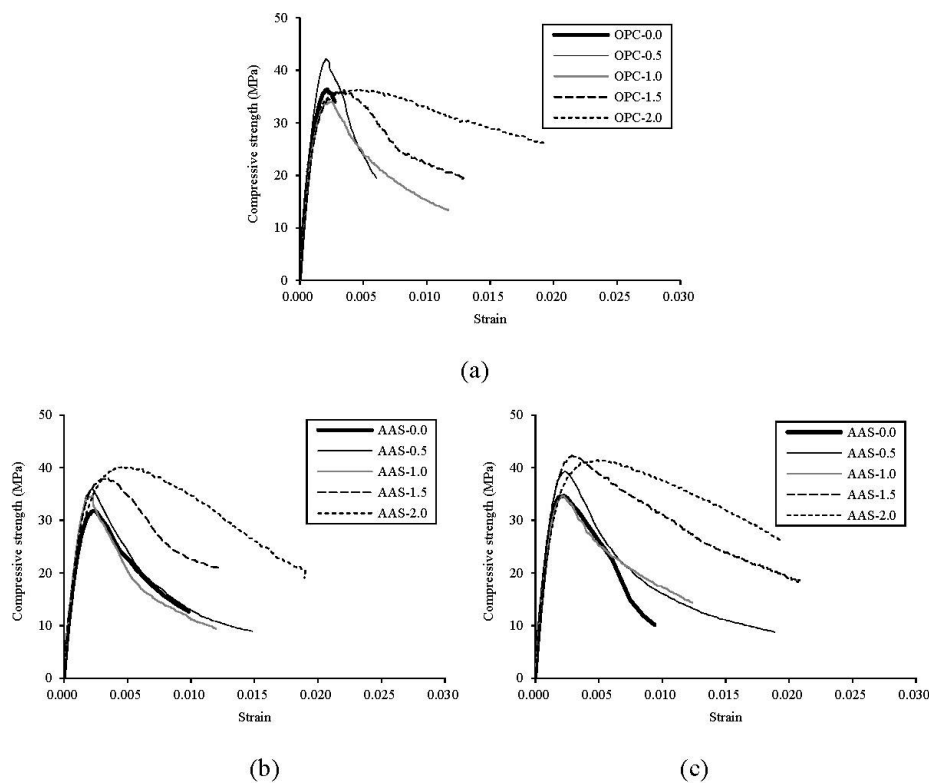 50
40
30
20
10
0
Compressive strength (MPa)
0.000 0.005 0.010 0.015 0.020 0.025 0.030
Strain
OPC-0.0
OPC-0.5
OPC-1.0
OPC-1.5
OPC-2.0
(a)
50
40
30
20
10
0
Compressive strength (MPa)
0.000 0.005 0.010 0.015 0.020 0.025 0.030
Strain
AAS-0.0
AAS-0.5
AAS-1.0
AAS-1.5
AAS-2.0
(b)
50
40
30
20
10
0
Compressive strength (MPa)
0.000 0.005 0.010 0.015 0.020 0.025 0.030
Strain
AAS-0.0
AAS-0.5
AAS-1.0
AAS-1.5
AAS-2.0
(c)